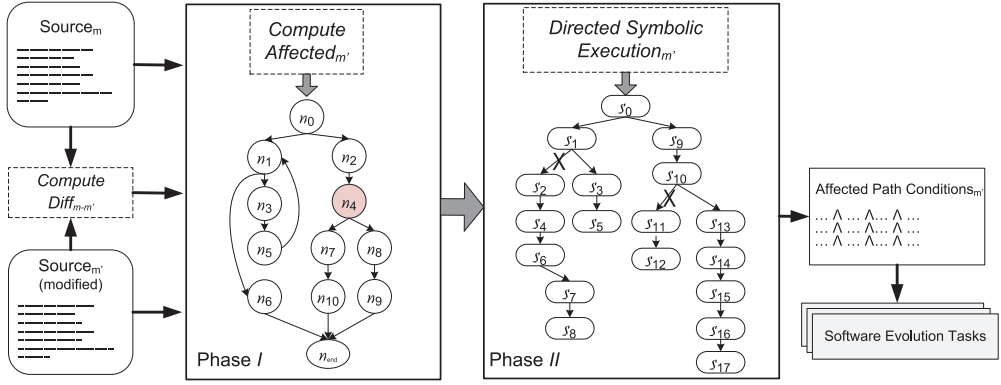 Source_m
Compute
Diff_m-m'
Source_m'
(modified)
Compute
Affected_m'
n_0
n_1
n_2
n_3
n_4
n_5
n_7
n_8
n_6
n_10
n_9
n_end
Phase I
Directed Symbolic
Execution_m'
s_0
s_1
s_9
X
s_2
s_3
s_10
X
s_4
s_5
s_11
s_13
s_6
s_12
s_14
s_7
s_15
s_8
s_16
s_17
Phase II
Affected Path Conditions_m'
... Λ ... Λ... Λ ...
... Λ ... Λ... Λ ...
... Λ ... Λ... Λ ...
Software Evolution Tasks